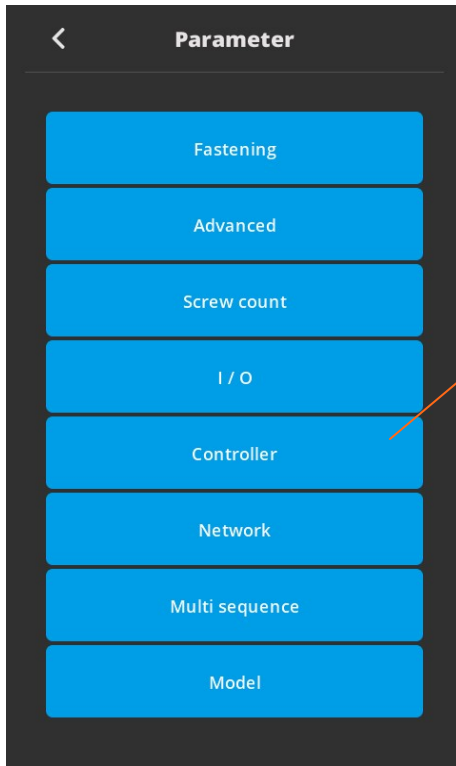 Parameter
Fastening
Advanced
Screw count
I / O
Controller
Network
Multi sequence
Model